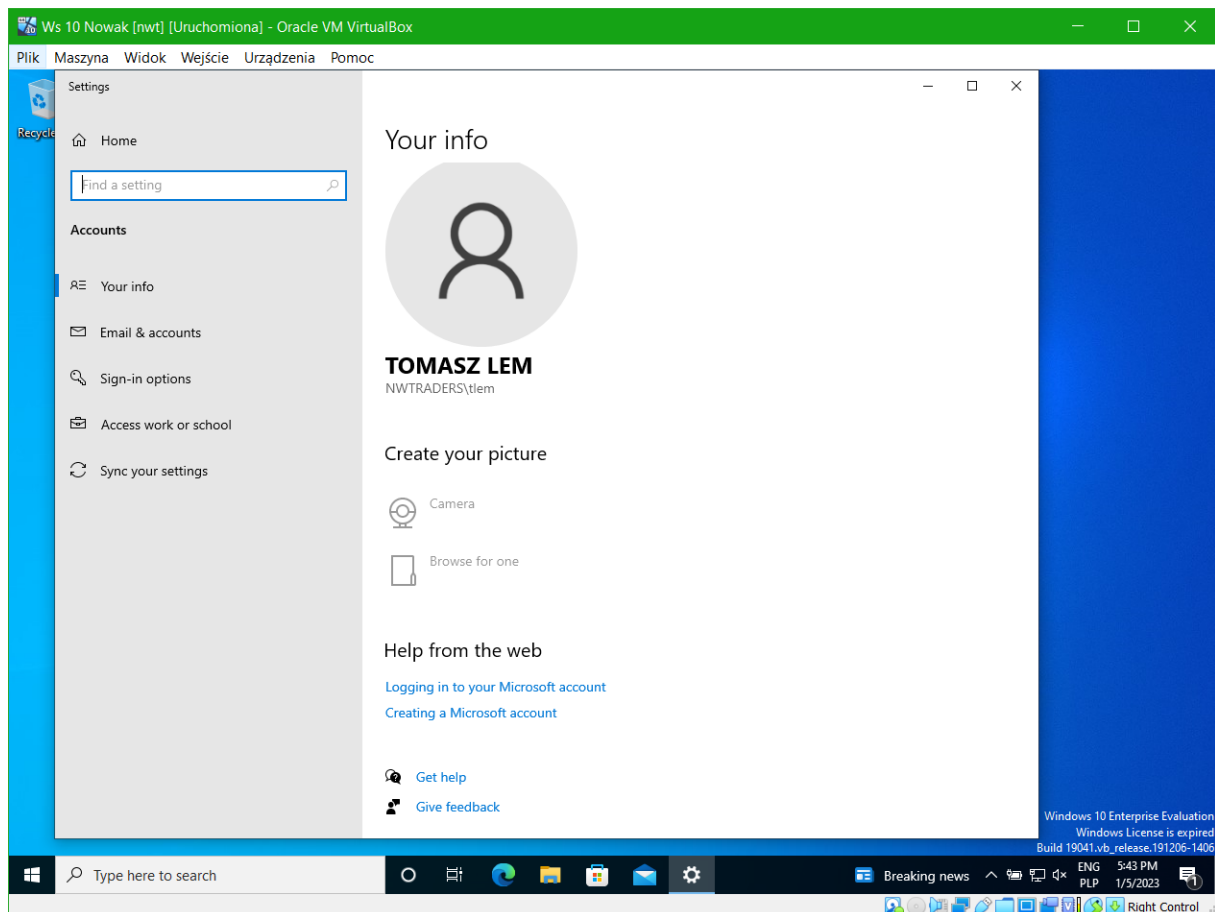 Ws 10 Nowak [nwt] [Uruchomiona] - Oracle VM VirtualBox
Plik Maszyna Widok Wejście Urządzenia Pomoc
Settings
Home
Find a setting
Accounts
Your info
Email & accounts
Sign-in options
Access work or school
Sync your settings
Your info
TOMASZ LEM
NWTRADERS\tlem
Create your picture
Camera
Browse for one
Help from the web
Logging in to your Microsoft account
Creating a Microsoft account
Get help
Give feedback
Windows 10 Enterprise Evaluation
Windows License is expired
Build 19041.vb_release.191206-1406
Type here to search
Breaking news
ENG
PLP
5:43 PM
1/5/2023
1
Right Control